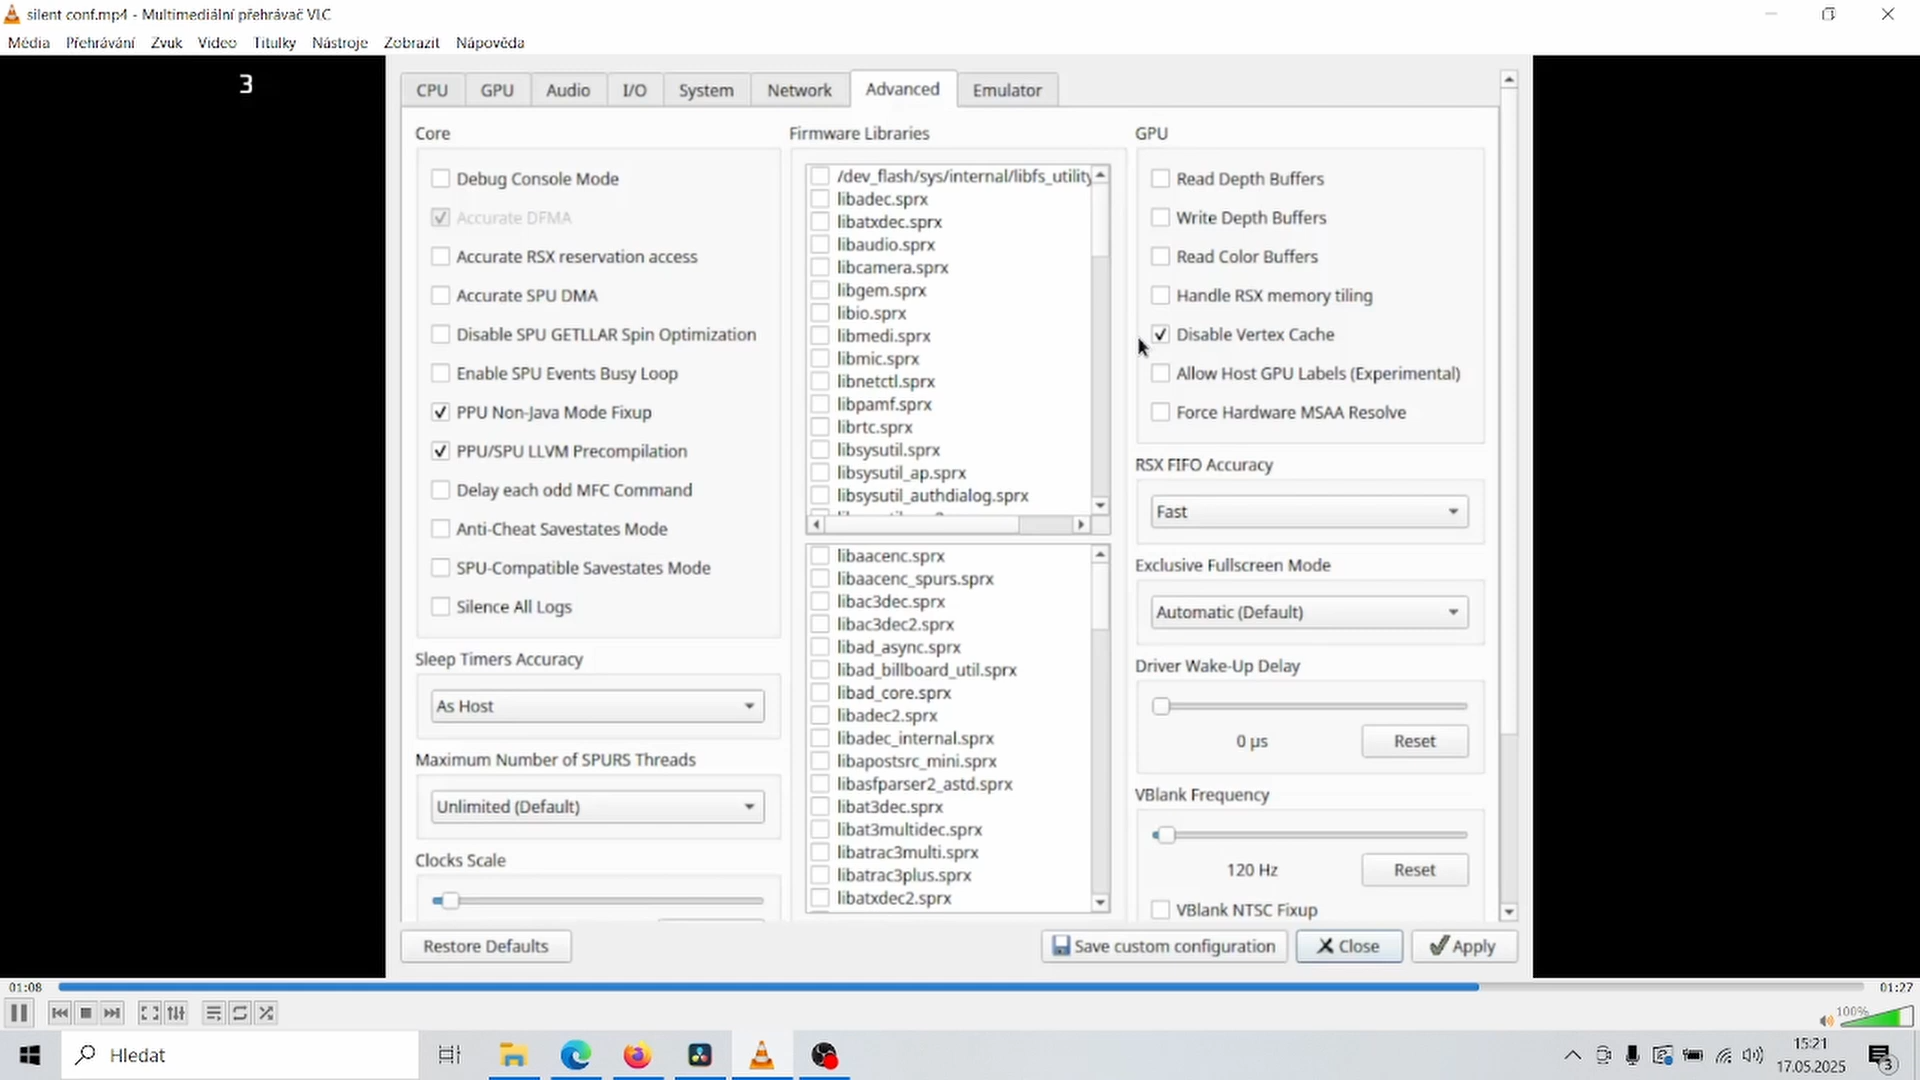 silent conf.mp4 - Multimediální přehrávač VLC
Média Přehrávání Zvuk Video Titulky Nástroje Zobrazit Nápověda
3
CPU GPU Audio I/O System Network Advanced Emulator
Core
Debug Console Mode
Accurate DFMA
Accurate RSX reservation access
Accurate SPU DMA
Disable SPU GETLLAR Spin Optimization
Enable SPU Events Busy Loop
PPU Non-Java Mode Fixup
PPU/SPU LLVM Precompilation
Delay each odd MFC Command
Anti-Cheat Savestates Mode
SPU-Compatible Savestates Mode
Silence All Logs
Sleep Timers Accuracy
As Host
Maximum Number of SPURS Threads
Unlimited (Default)
Clocks Scale
Firmware Libraries
/dev_flash/sys/internal/libfs_utility
libadec.sprx
libatxdec.sprx
libaudio.sprx
libcamera.sprx
libgem.sprx
libio.sprx
libmedi.sprx
libmic.sprx
libnetctl.sprx
libpamf.sprx
librtc.sprx
libsysutil.sprx
libsysutil_ap.sprx
libsysutil_authdialog.sprx
libaacenc.sprx
libaacenc_spurs.sprx
libac3dec.sprx
libac3dec2.sprx
libad_async.sprx
libad_billboard_util.sprx
libad_core.sprx
libadec2.sprx
libadec_internal.sprx
libapostsrc_mini.sprx
libasfparser2_astd.sprx
libat3dec.sprx
libat3multidec.sprx
libatrac3multi.sprx
libatrac3plus.sprx
libatxdec2.sprx
GPU
Read Depth Buffers
Write Depth Buffers
Read Color Buffers
Handle RSX memory tiling
Disable Vertex Cache
Allow Host GPU Labels (Experimental)
Force Hardware MSAA Resolve
RSX FIFO Accuracy
Fast
Exclusive Fullscreen Mode
Automatic (Default)
Driver Wake-Up Delay
0 µs Reset
VBlank Frequency
120 Hz Reset
VBlank NTSC Fixup
Restore Defaults Save custom configuration Close Apply
01:08 01:27
100%
Hledat
15:21
17.05.2025
3